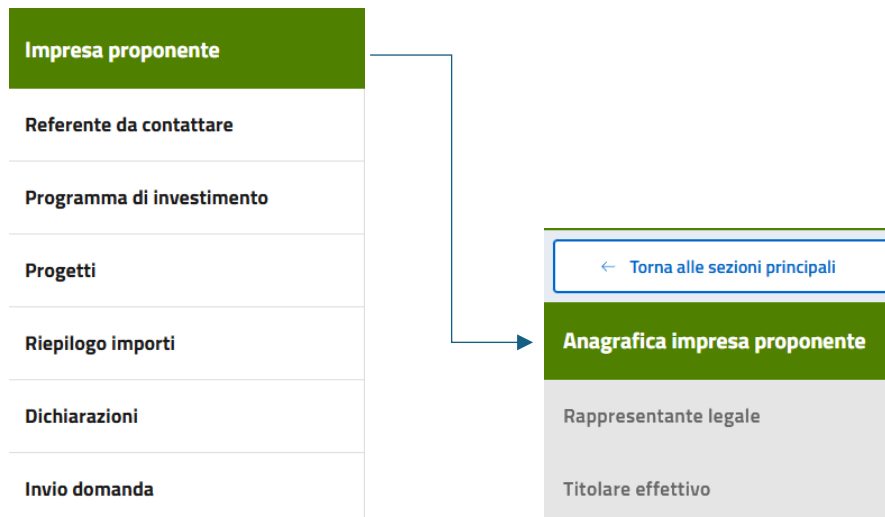 Impresa proponente
Referente da contattare
Programma di investimento
Progetti
Riepilogo importi
Dichiarazioni
Invio domanda
← Torna alle sezioni principali
Anagrafica impresa proponente
Rappresentante legale
Titolare effettivo